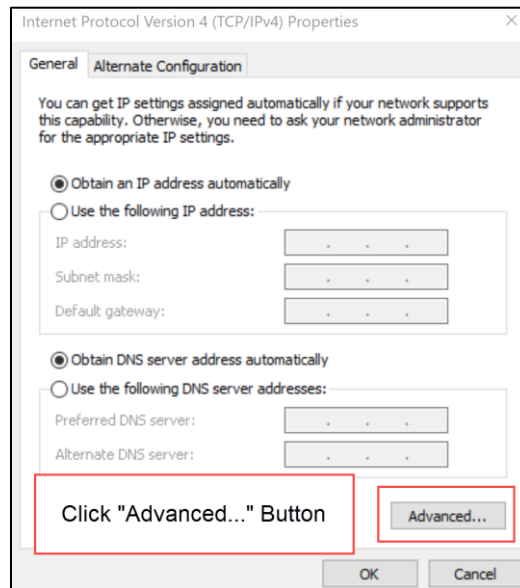 Internet Protocol Version 4 (TCP/IPv4) Properties
General
Alternate Configuration
You can get IP settings assigned automatically if your network supports
this capability. Otherwise, you need to ask your network administrator
for the appropriate IP settings.
Obtain an IP address automatically
Use the following IP address:
IP address:
Subnet mask:
Default gateway:
Obtain DNS server address automatically
Use the following DNS server addresses:
Preferred DNS server:
Alternate DNS server:
Click "Advanced..." Button
Advanced...
OK
Cancel